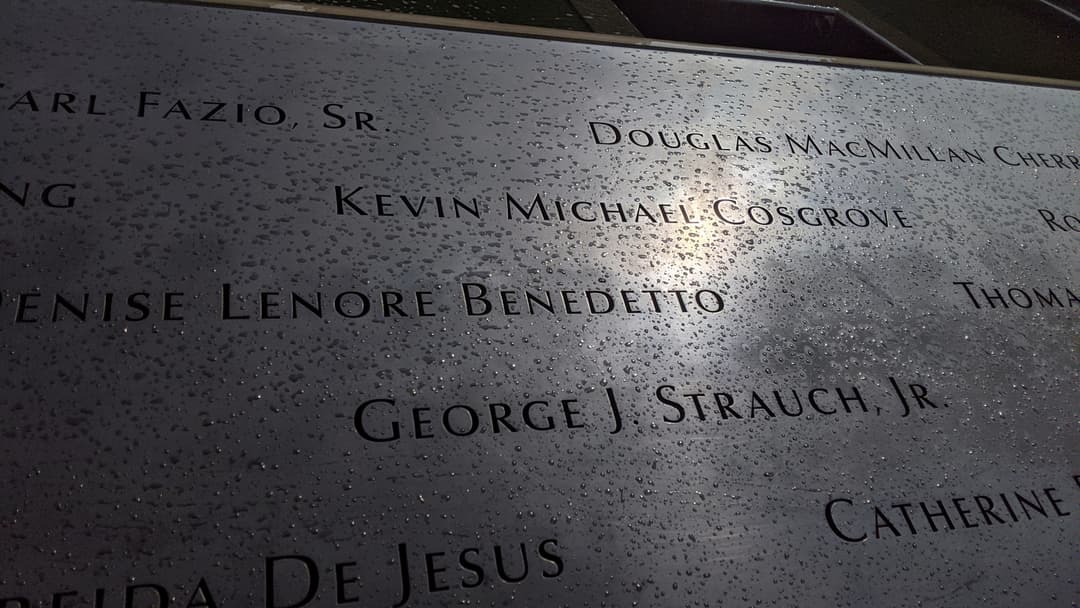 Fazio, Sr.
Douglas MacMillan
Kevin Michael Cosgrove
Lenore Benedetto
George J. Strauch, Jr.
Catherine
De Jesus